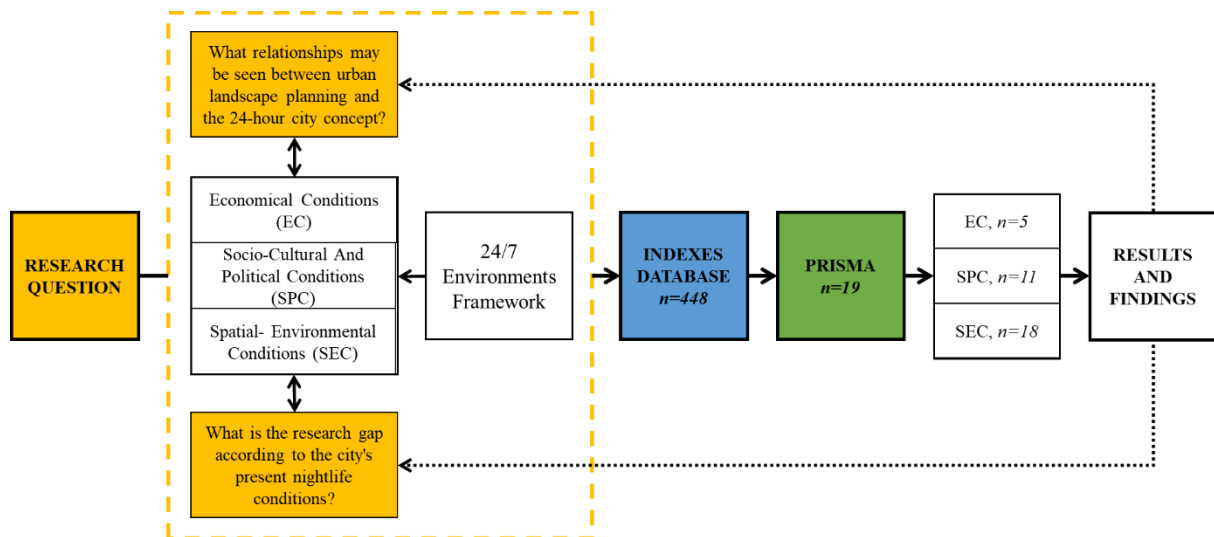 RESEARCH
QUESTION
What relationships may
be seen between urban
landscape planning and
the 24-hour city concept?
Economical Conditions
(EC)
Socio-Cultural And
Political Conditions
(SPC)
Spatial- Environmental
Conditions (SEC)
What is the research gap
according to the city's
present nightlife
conditions?
24/7
Environments
Framework
INDEXES
DATABASE
n=448
PRISMA
n=19
EC, n=5
SPC, n=11
SEC, n=18
RESULTS
AND
FINDINGS